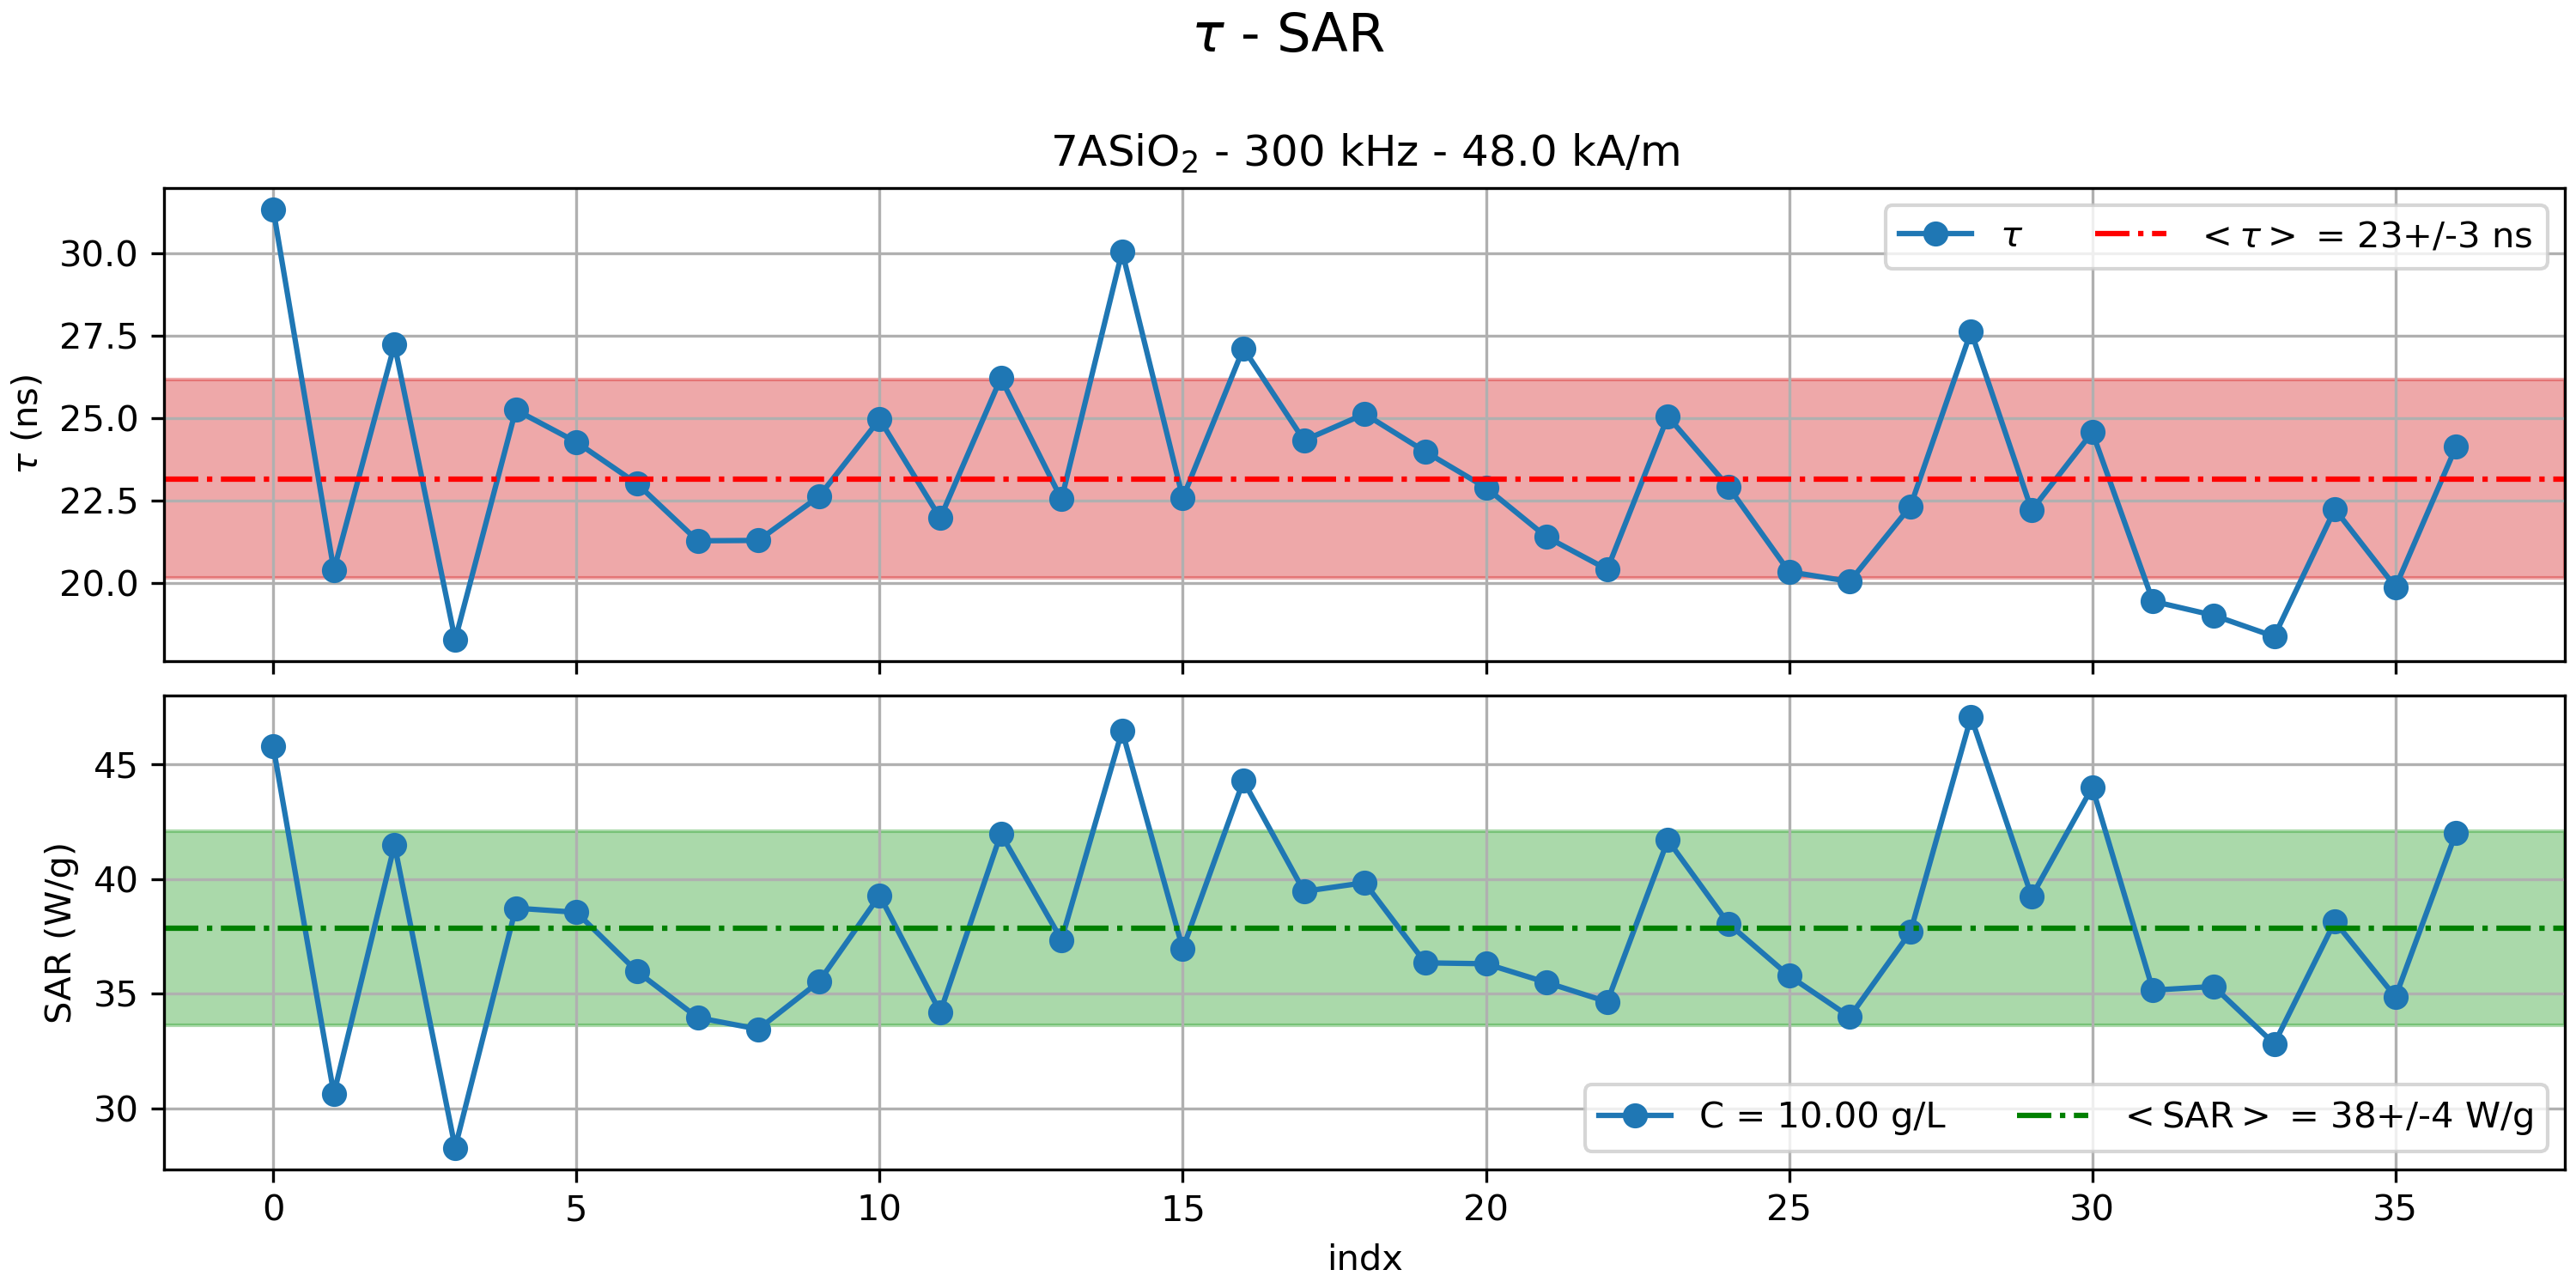 τ - SAR
7ASiO₂ - 300 kHz - 48.0 kA/m
τ
< τ > = 23+/-3 ns
τ (ns)
30.0
27.5
25.0
22.5
20.0
SAR (W/g)
45
40
35
30
C = 10.00 g/L
< SAR > = 38+/-4 W/g
0 5 10 15 20 25 30 35
indx